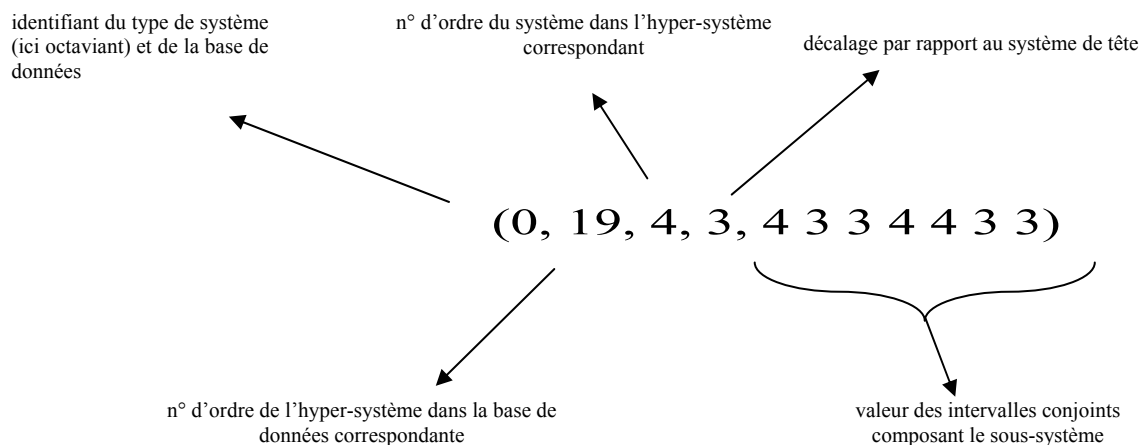 identifiant du type de système
(ici octaviant) et de la base de
données
n° d’ordre du système dans l’hyper-système
correspondant
décalage par rapport au système de tête
(0, 19, 4, 3, 4 3 3 4 4 3 3)
n° d’ordre de l’hyper-système dans la base de
données correspondante
valeur des intervalles conjoints
composant le sous-système